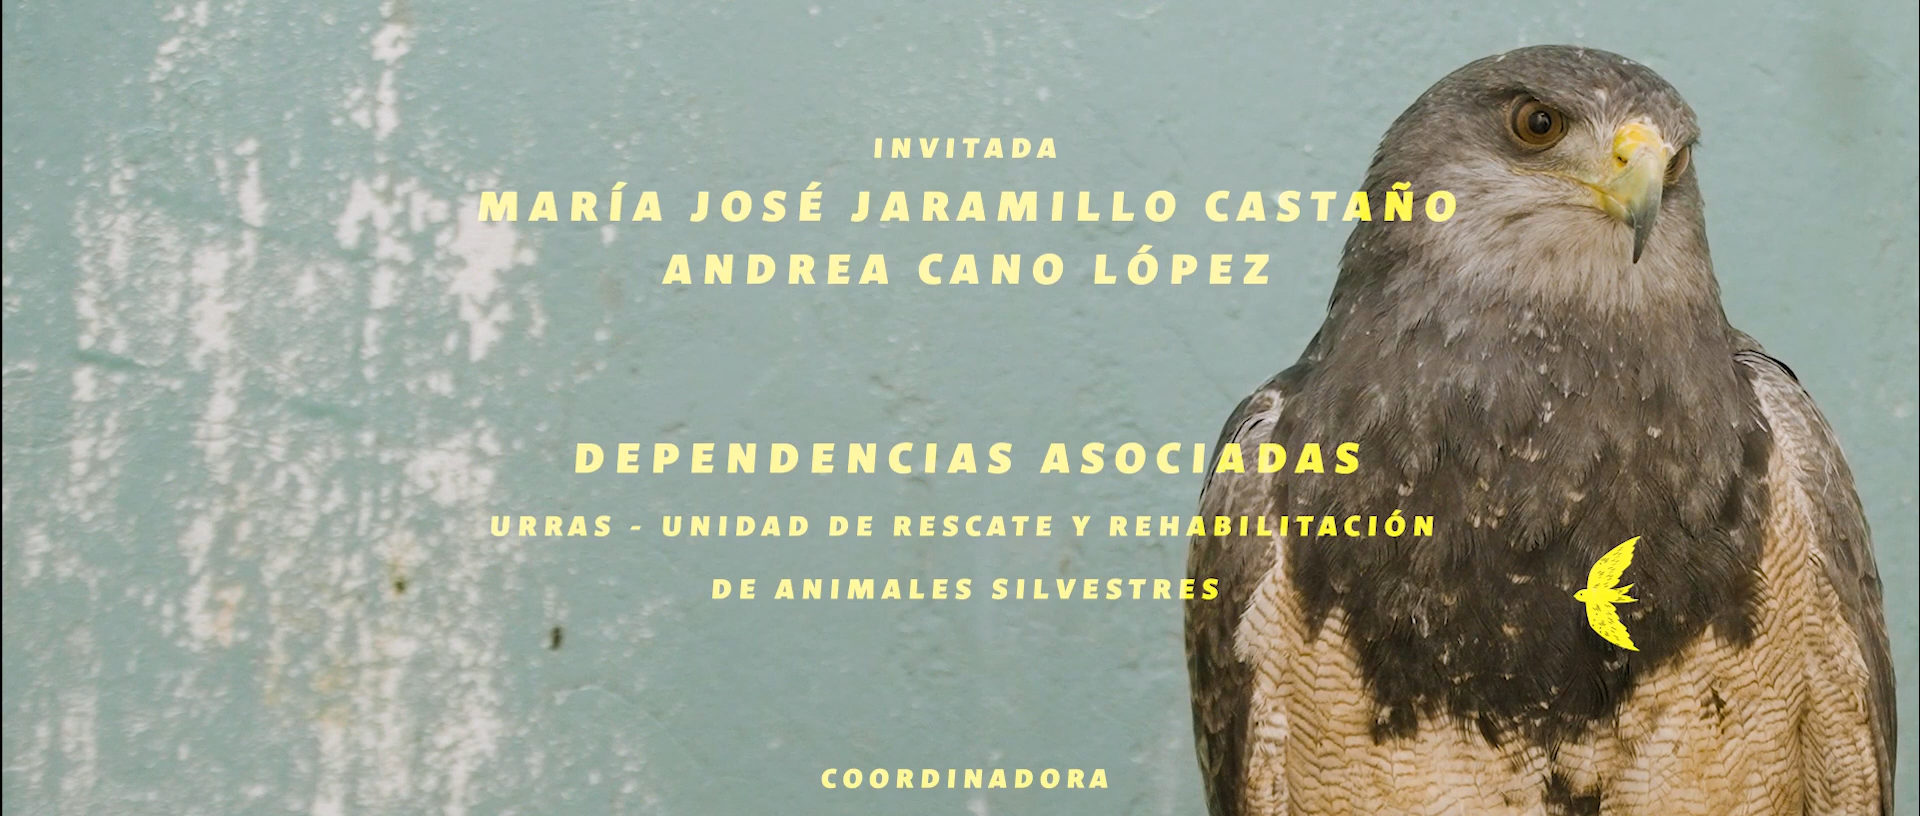 INVITADA
MARÍA JOSÉ JARAMILLO CASTAÑO
ANDREA CANO LÓPEZ
DEPENDENCIAS ASOCIADAS
URRAS - UNIDAD DE RESCATE Y REHABILITACIÓN
DE ANIMALES SILVESTRES
COORDINADORA